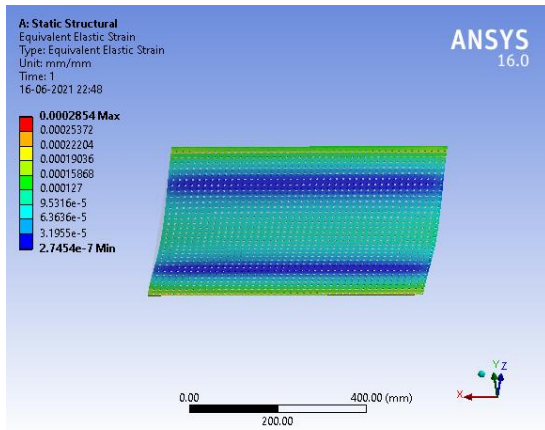 A: Static Structural
Equivalent Elastic Strain
Type: Equivalent Elastic Strain
Unit: mm/mm
Time: 1
16-06-2021 22:48
ANSYS
16.0
0.0002854 Max
0.00025372
0.00022204
0.00019036
0.00015868
0.000127
9.5316e-5
6.3636e-5
3.1955e-5
2.7454e-7 Min
0.00
400.00 (mm)
200.00
Y
Z
X